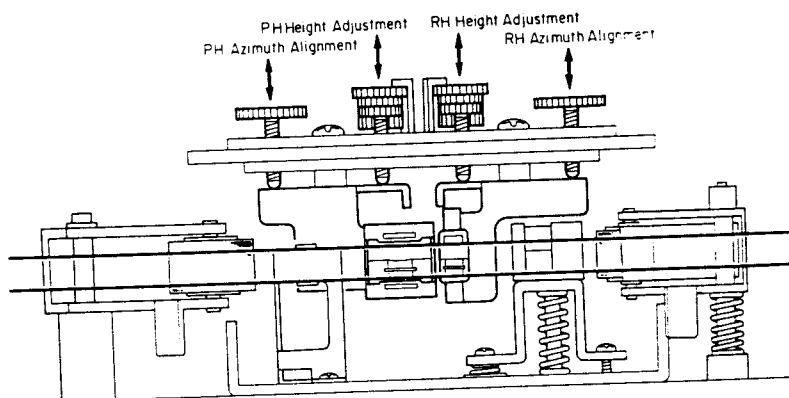 PH Height Adjustment
PH Azimuth Alignment
RH Height Adjustment
RH Azimuth Alignment